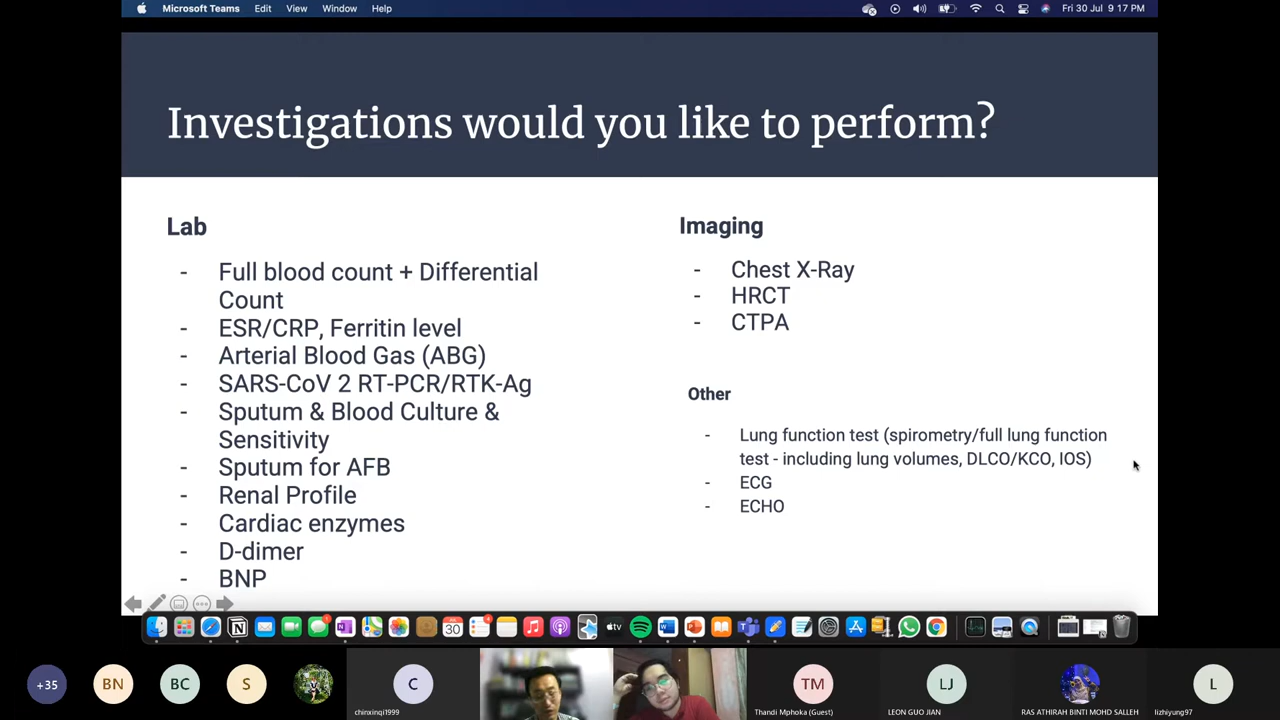 Microsoft Teams Edit View Window Help Fri 30 Jul 9:17 PM
Investigations would you like to perform?
Lab
- Full blood count + Differential
Count
- ESR/CRP, Ferritin level
- Arterial Blood Gas (ABG)
- SARS-CoV 2 RT-PCR/RTK-Ag
- Sputum & Blood Culture &
Sensitivity
- Sputum for AFB
- Renal Profile
- Cardiac enzymes
- D-dimer
- BNP
Imaging
- Chest X-Ray
- HRCT
- CTPA
Other
- Lung function test (spirometry/full lung function
test - including lung volumes, DLCO/KCO, IOS)
- ECG
- ECHO
JUL
30
tv
+35 BN BC S C TM LJ L
chinxinqi1999 Thandi Mphoka (Guest) LEON GUO JIAN RAS ATHIRAH BINTI MOHD SALLEH lizhiyung97